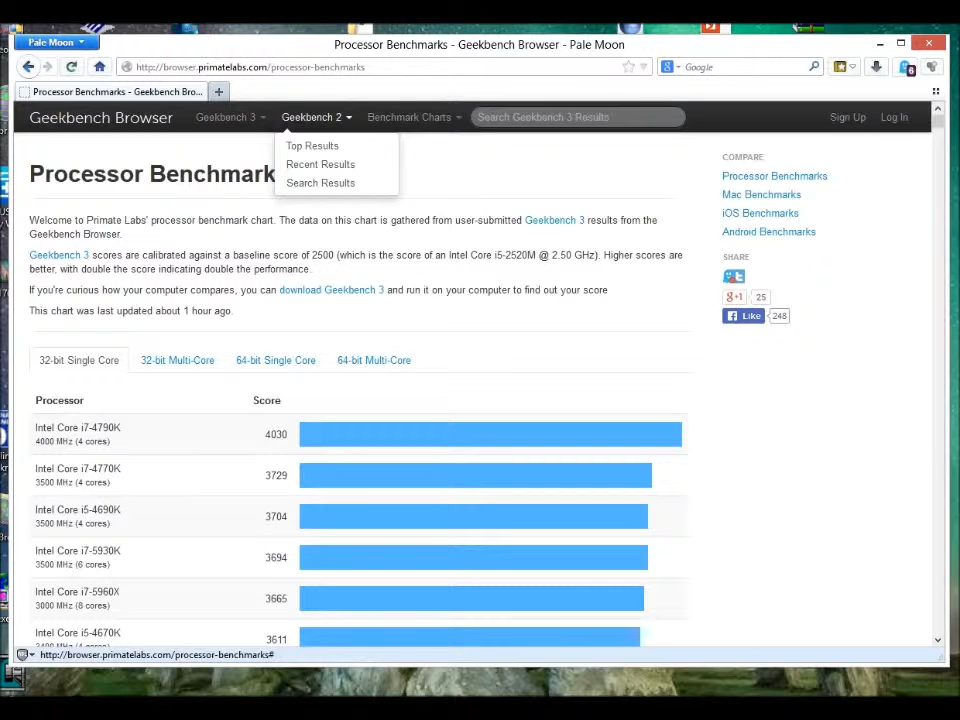 Pale Moon
Processor Benchmarks - Geekbench Browser - Pale Moon
http://browser.primatelabs.com/processor-benchmarks
Google
6
Processor Benchmarks - Geekbench Bro...
Geekbench Browser
Geekbench 3
Geekbench 2
Benchmark Charts
Search Geekbench 3 Results
Sign Up
Log In
Top Results
Recent Results
Search Results
Processor Benchmark
Welcome to Primate Labs' processor benchmark chart. The data on this chart is gathered from user-submitted Geekbench 3 results from the
Geekbench Browser.
Geekbench 3 scores are calibrated against a baseline score of 2500 (which is the score of an Intel Core i5-2520M @ 2.50 GHz). Higher scores are
better, with double the score indicating double the performance.
If you're curious how your computer compares, you can download Geekbench 3 and run it on your computer to find out your score
This chart was last updated about 1 hour ago.
COMPARE
Processor Benchmarks
Mac Benchmarks
iOS Benchmarks
Android Benchmarks
SHARE
g+1 25
Like 248
32-bit Single Core
32-bit Multi-Core
64-bit Single Core
64-bit Multi-Core
Processor Score
Intel Core i7-4790K
4000 MHz (4 cores)
4030
Intel Core i7-4770K
3500 MHz (4 cores)
3729
Intel Core i5-4690K
3500 MHz (4 cores)
3704
Intel Core i7-5930K
3500 MHz (6 cores)
3694
Intel Core i7-5960X
3000 MHz (8 cores)
3665
Intel Core i5-4670K
3400 MHz (4 cores)
3611
http://browser.primatelabs.com/processor-benchmarks#